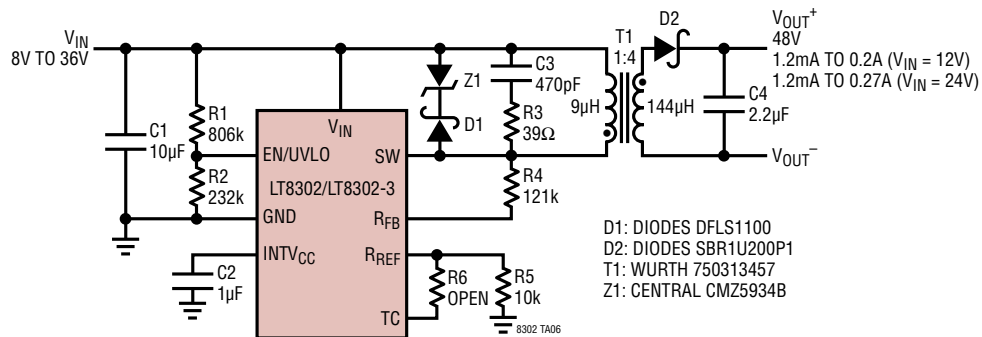 VIN
8V TO 36V
C1
10µF
R1
806k
R2
232k
VIN
EN/UVLO
LT8302/LT8302-3
GND
INTVCC
SW
RFB
RREF
TC
C2
1µF
Z1
D1
C3
470pF
R3
39Ω
R4
121k
R6
OPEN
R5
10k
8302 TA06
T1
1:4
9µH
144µH
D2
C4
2.2µF
VOUT+
48V
1.2mA TO 0.2A (VIN = 12V)
1.2mA TO 0.27A (VIN = 24V)
VOUT–
D1: DIODES DFLS1100
D2: DIODES SBR1U200P1
T1: WURTH 750313457
Z1: CENTRAL CMZ5934B